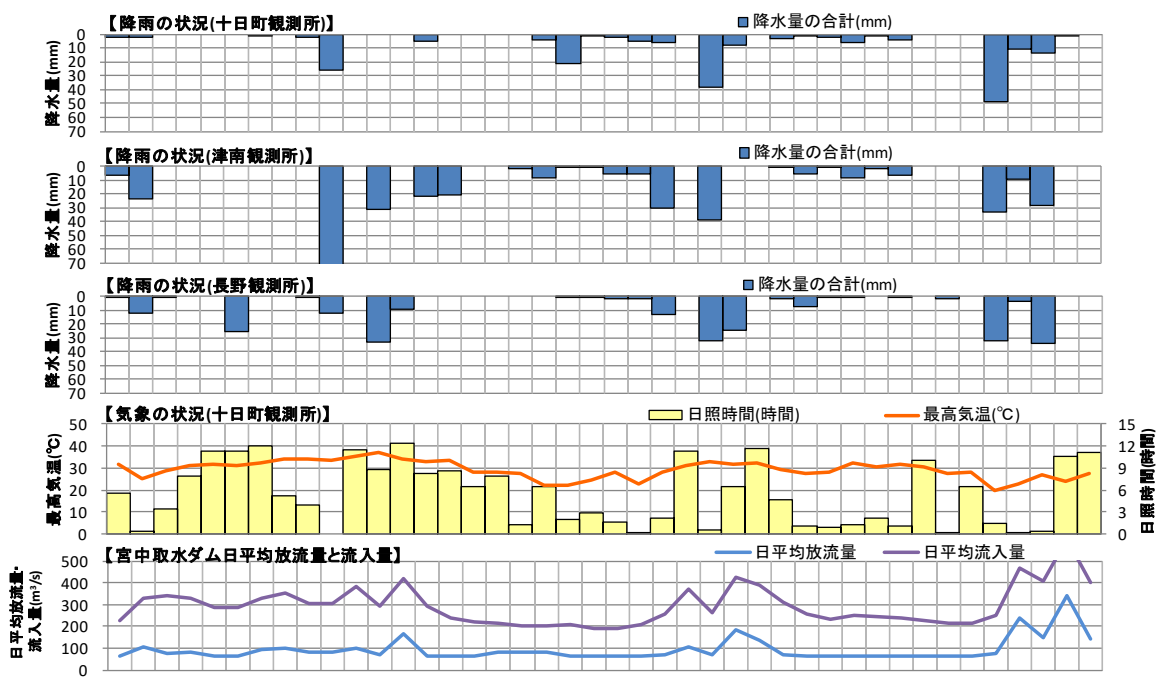 【降雨の状況(十日町観測所)】
降水量の合計(mm)
降水量(mm)
0
10
20
30
40
50
60
70
【降雨の状況(津南観測所)】
降水量の合計(mm)
降水量(mm)
0
10
20
30
40
50
60
70
【降雨の状況(長野観測所)】
降水量の合計(mm)
降水量(mm)
0
10
20
30
40
50
60
70
【気象の状況(十日町観測所)】
日照時間(時間)
最高気温(℃)
最高気温(℃)
50
40
30
20
10
0
15
12
9
6
3
0
日照時間(時間)
【宮中取水ダム日平均放流量と流入量】
日平均放流量
日平均流入量
日平均放流量・
流入量(m³/s)
500
400
300
200
100
0